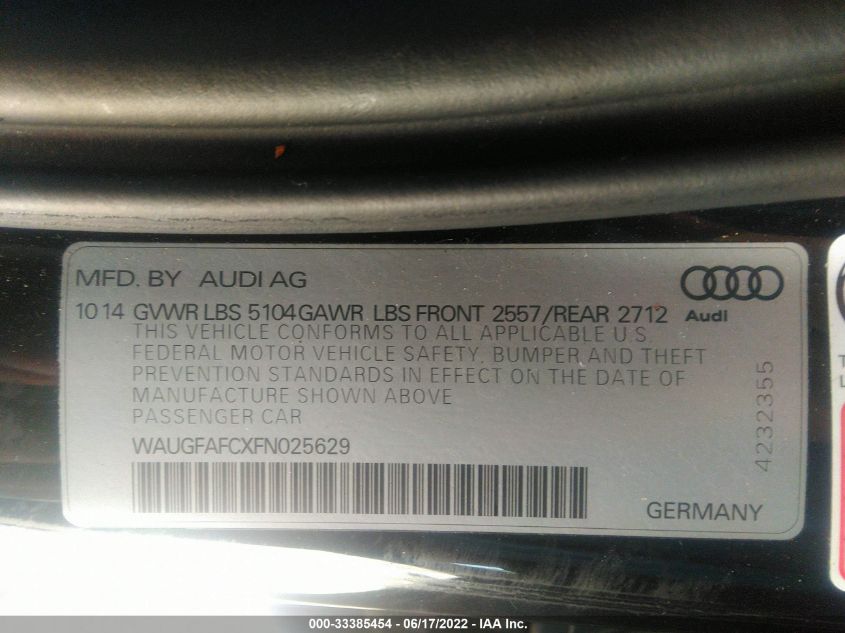 MFD. BY AUDI AG
10 14 GVWR LBS 5104 GAWR LBS FRONT 2557/REAR 2712
Audi
THIS VEHICLE CONFORMS TO ALL APPLICABLE U.S.
FEDERAL MOTOR VEHICLE SAFETY, BUMPER AND THEFT
PREVENTION STANDARDS IN EFFECT ON THE DATE OF
MANUFACTURE SHOWN ABOVE
PASSENGER CAR
WAUGFAFCXFN025629
4232355
GERMANY
000-33385454 - 06/17/2022 - IAA Inc.